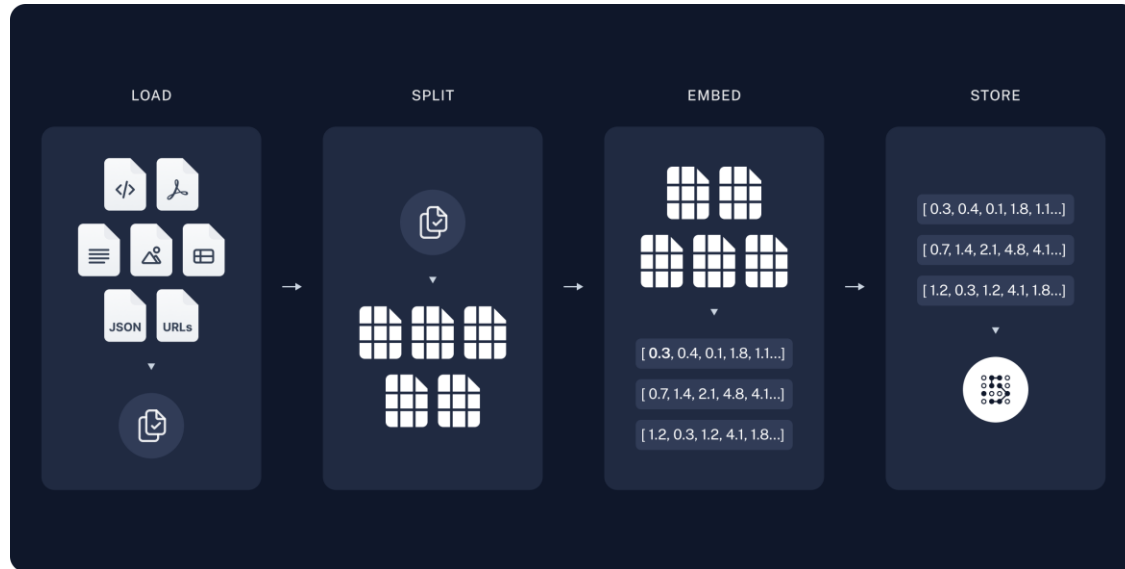 LOAD
SPLIT
EMBED
STORE
</>
JSON
URLs
[ 0.3, 0.4, 0.1, 1.8, 1.1...]
[ 0.7, 1.4, 2.1, 4.8, 4.1...]
[ 1.2, 0.3, 1.2, 4.1, 1.8...]
[ 0.3, 0.4, 0.1, 1.8, 1.1...]
[ 0.7, 1.4, 2.1, 4.8, 4.1...]
[ 1.2, 0.3, 1.2, 4.1, 1.8...]